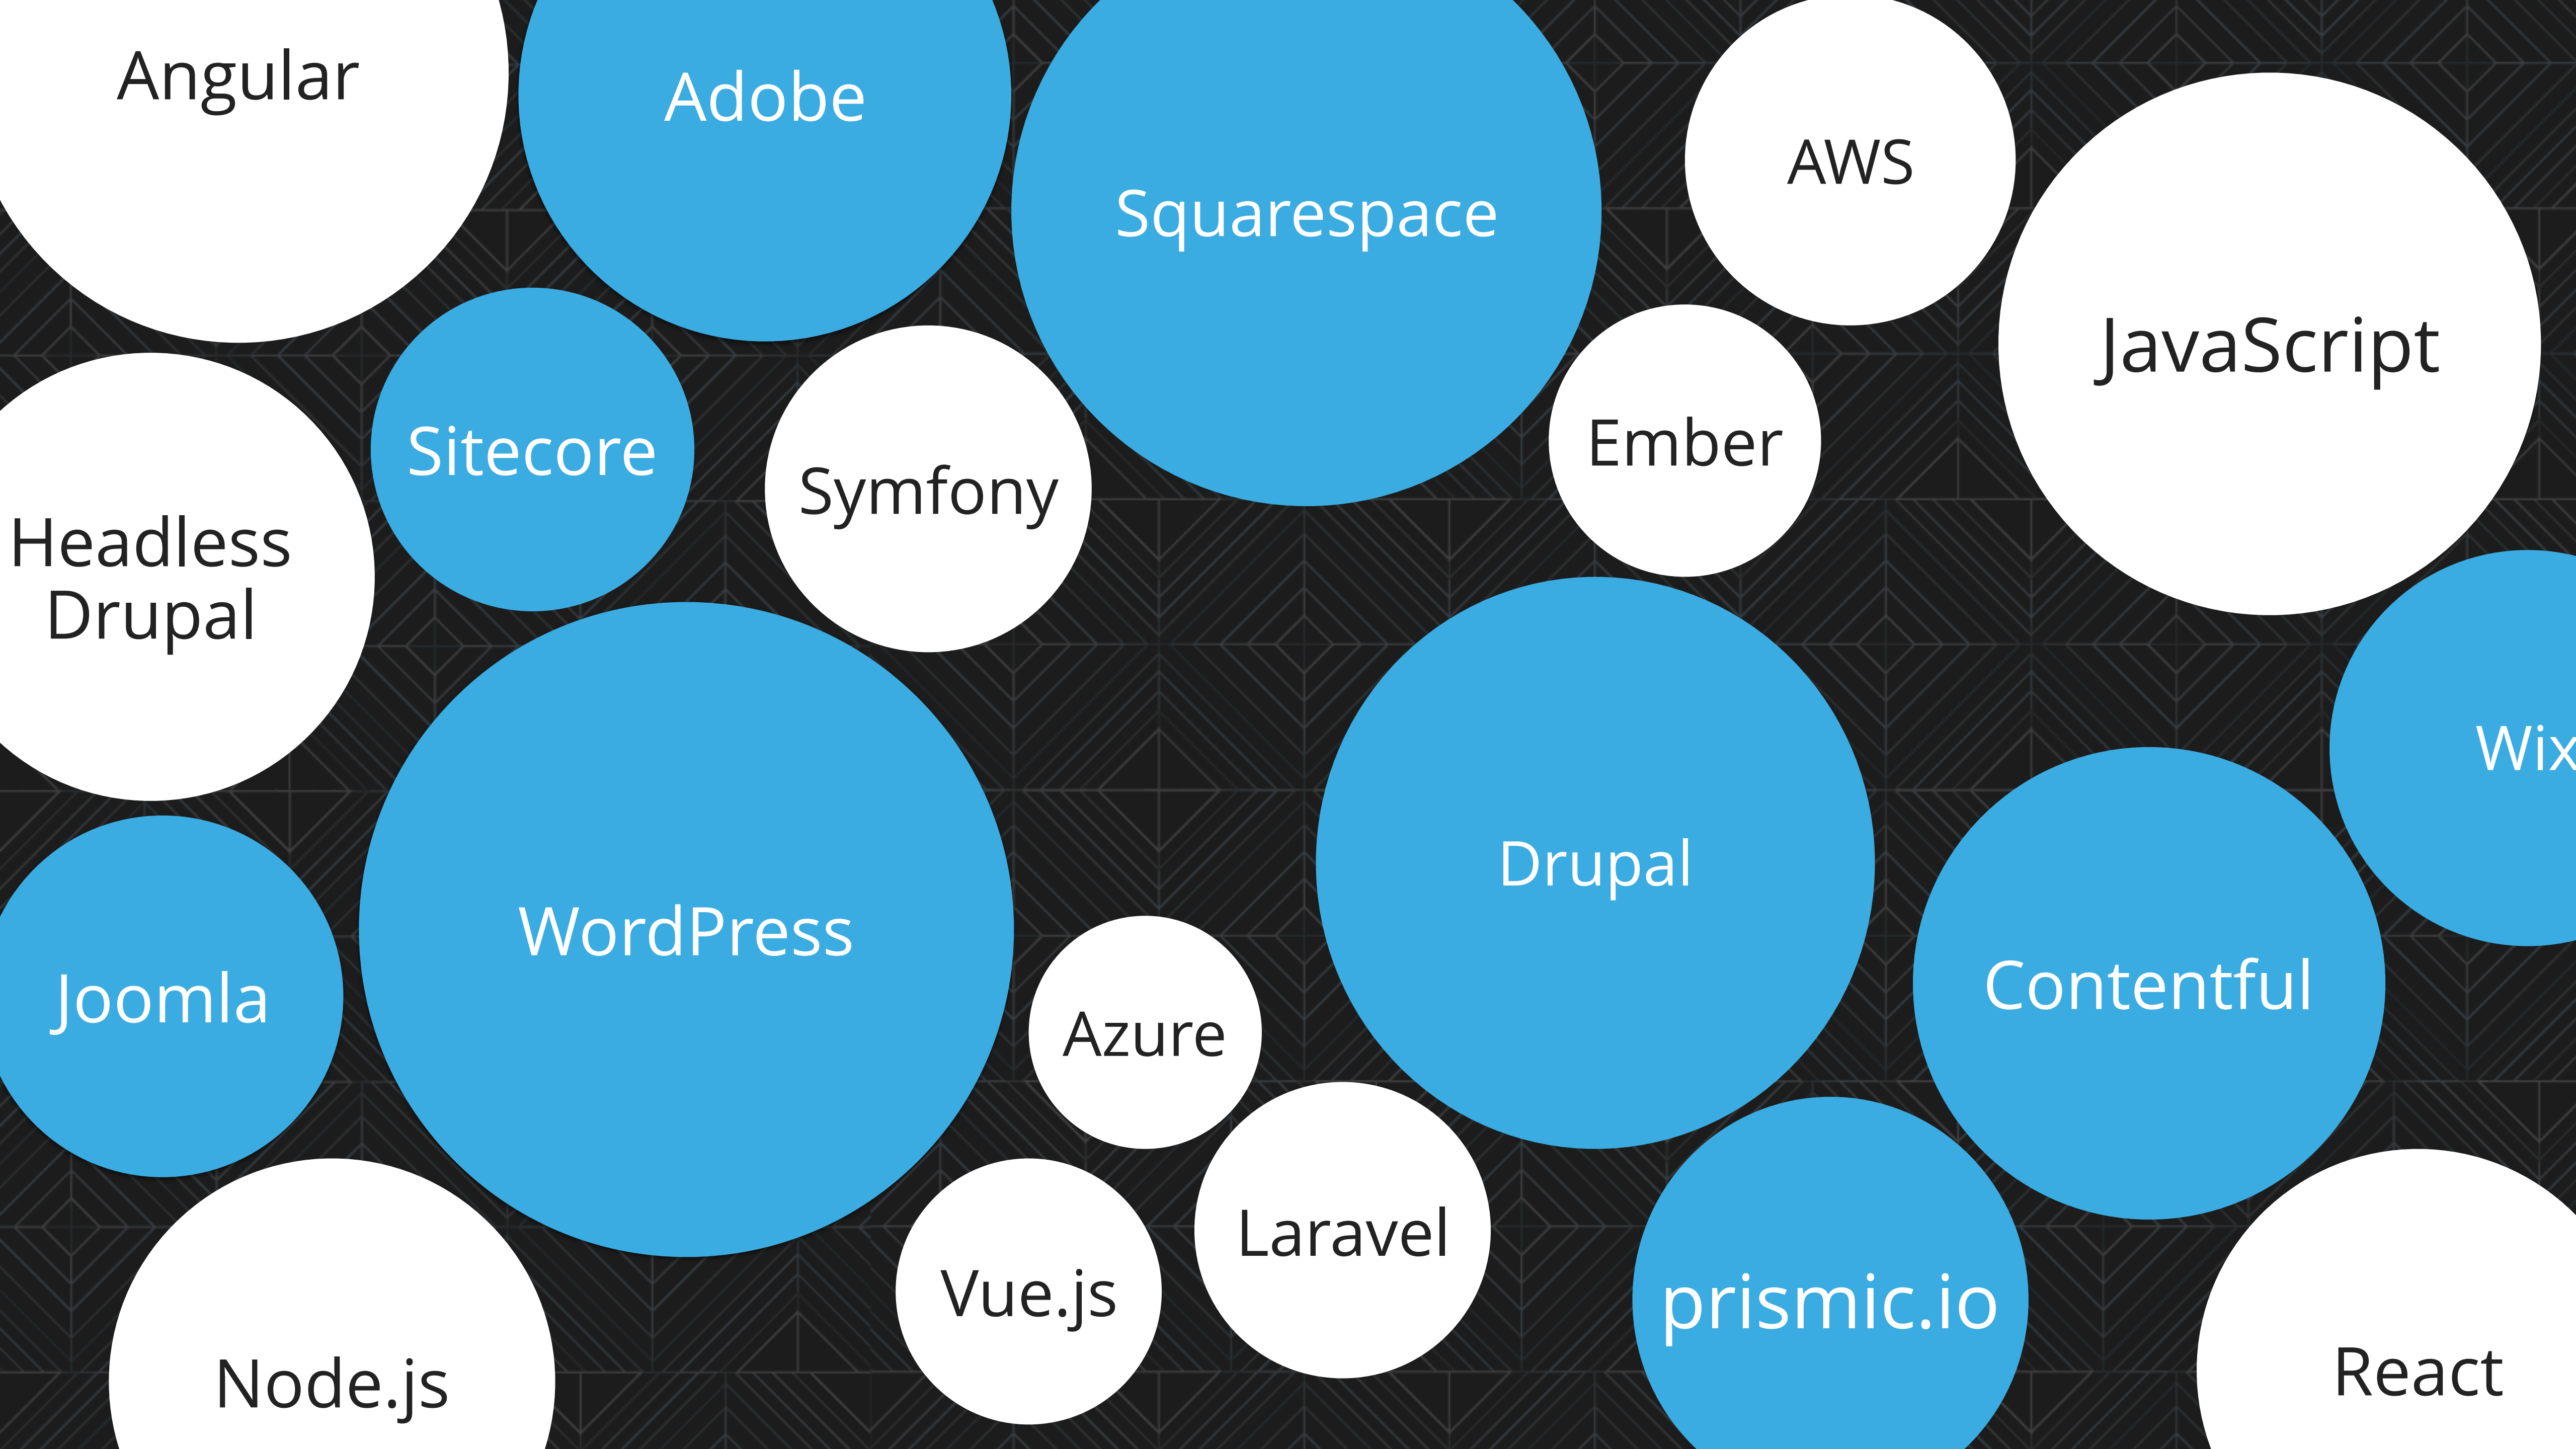 Angular
Adobe
Squarespace
AWS
JavaScript
Sitecore
Symfony
Ember
Headless
Drupal
Wix
WordPress
Drupal
Joomla
Contentful
Azure
Laravel
Vue.js
prismic.io
Node.js
React